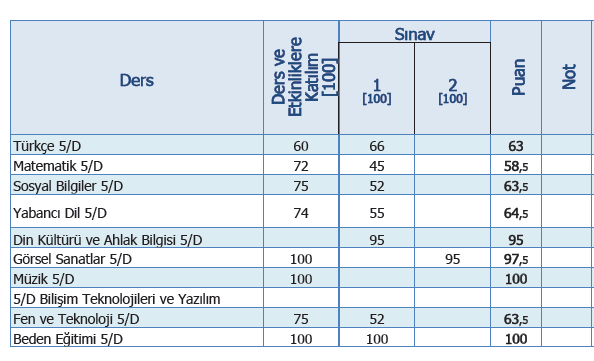 Ders
Ders ve
Etkinliklere
Katılım
[100]
Sınav
1
[100]
2
[100]
Puan
Not
Türkçe 5/D 60 66 63
Matematik 5/D 72 45 58,5
Sosyal Bilgiler 5/D 75 52 63,5
Yabancı Dil 5/D 74 55 64,5
Din Kültürü ve Ahlak Bilgisi 5/D 95 95
Görsel Sanatlar 5/D 100 95 97,5
Müzik 5/D 100 100
5/D Bilişim Teknolojileri ve Yazılım
Fen ve Teknoloji 5/D 75 52 63,5
Beden Eğitimi 5/D 100 100 100